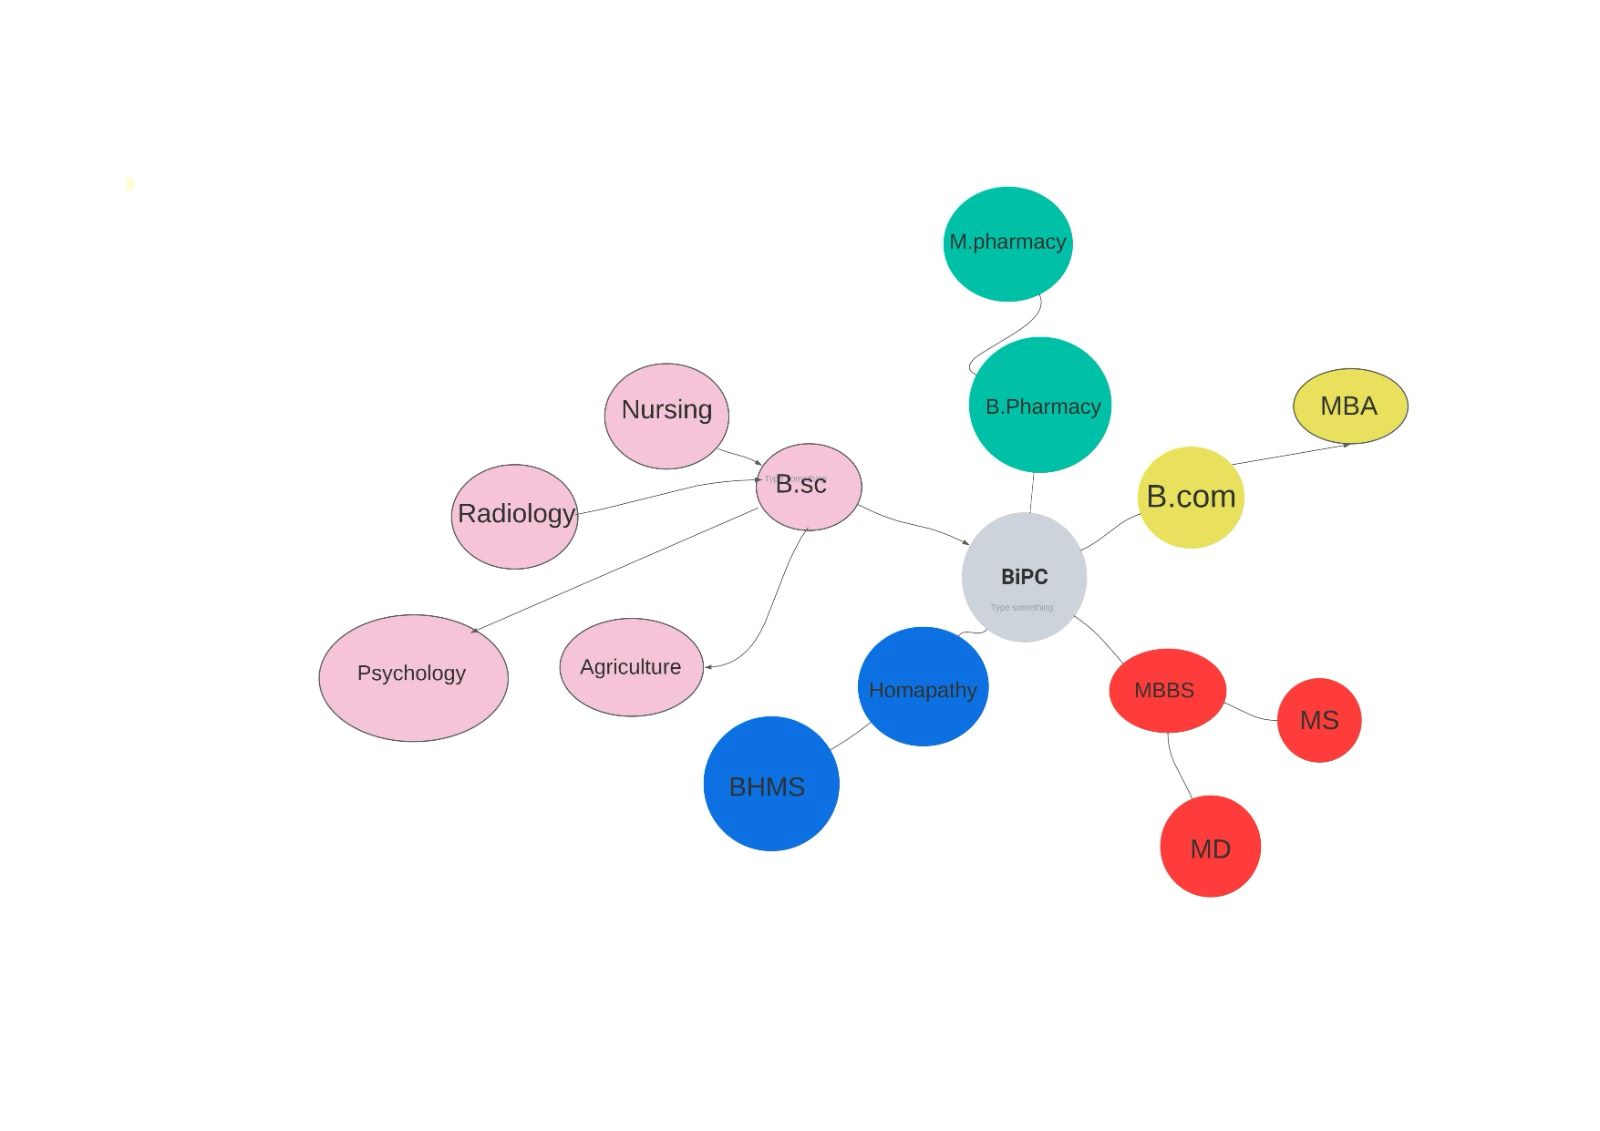 M.pharmacy
B.Pharmacy
MBA
Nursing
B.sc
B.com
Radiology
BiPC
Type something
Psychology
Agriculture
Homapathy
MBBS
MS
BHMS
MD